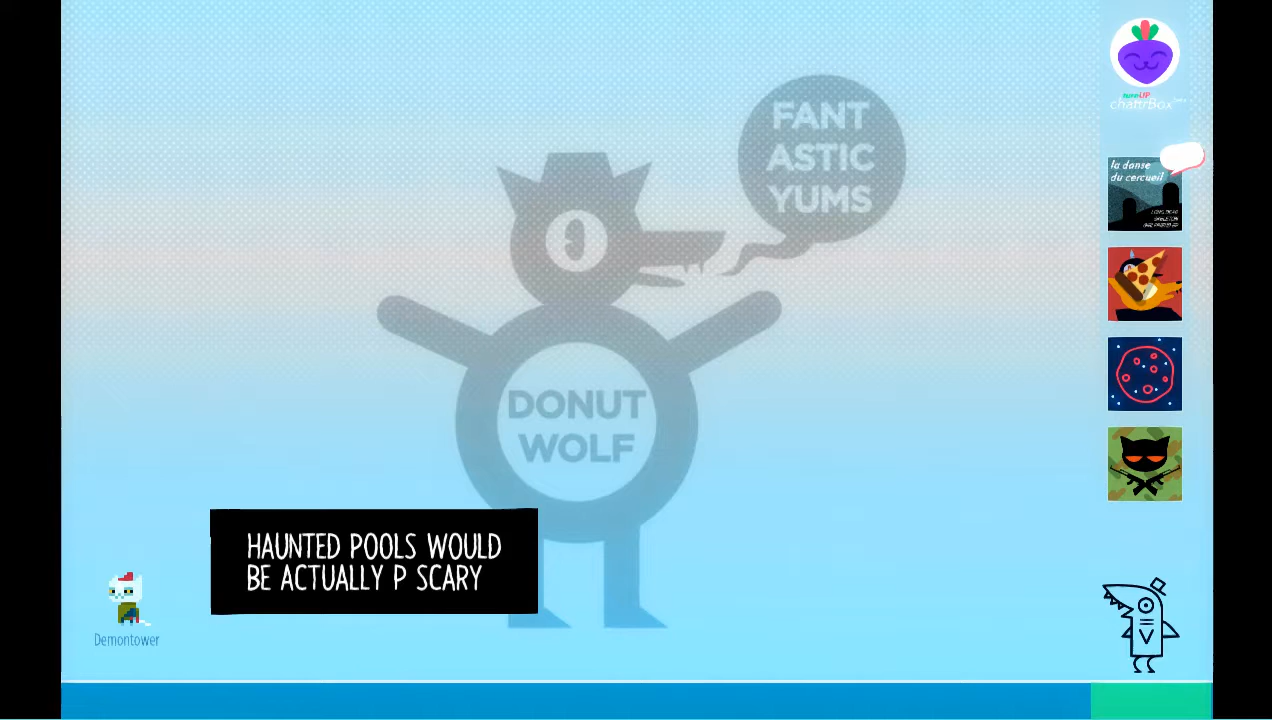 FANT
ASTIC
YUMS
chattrBox
la danse
du cercueil
DONUT
WOLF
HAUNTED POOLS WOULD
BE ACTUALLY P SCARY
Demontower